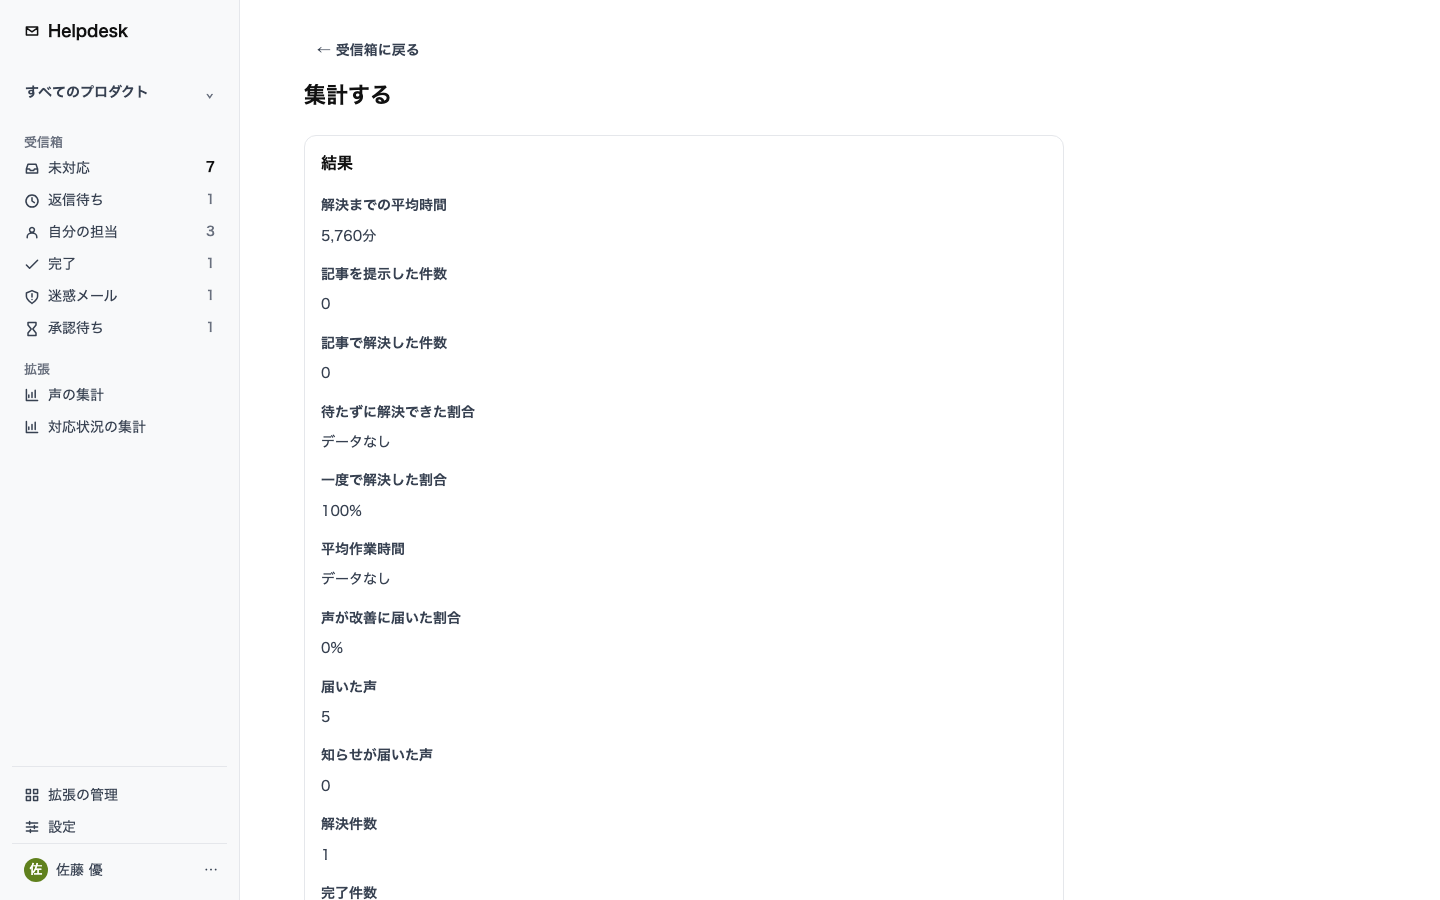 Helpdesk
すべてのプロダクト
受信箱
未対応 7
返信待ち 1
自分の担当 3
完了 1
迷惑メール 1
承認待ち 1
拡張
声の集計
対応状況の集計
拡張の管理
設定
佐 佐藤 優 …
← 受信箱に戻る
集計する
結果
解決までの平均時間
5,760分
記事を提示した件数
0
記事で解決した件数
0
待たずに解決できた割合
データなし
一度で解決した割合
100%
平均作業時間
データなし
声が改善に届いた割合
0%
届いた声
5
知らせが届いた声
0
解決件数
1
完了件数